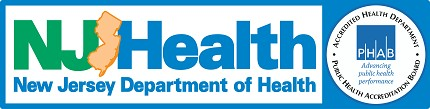 NJ Health
New Jersey Department of Health
ACCREDITED HEALTH DEPARTMENT
PHAB
Advancing
public health
performance
PUBLIC HEALTH ACCREDITATION BOARD